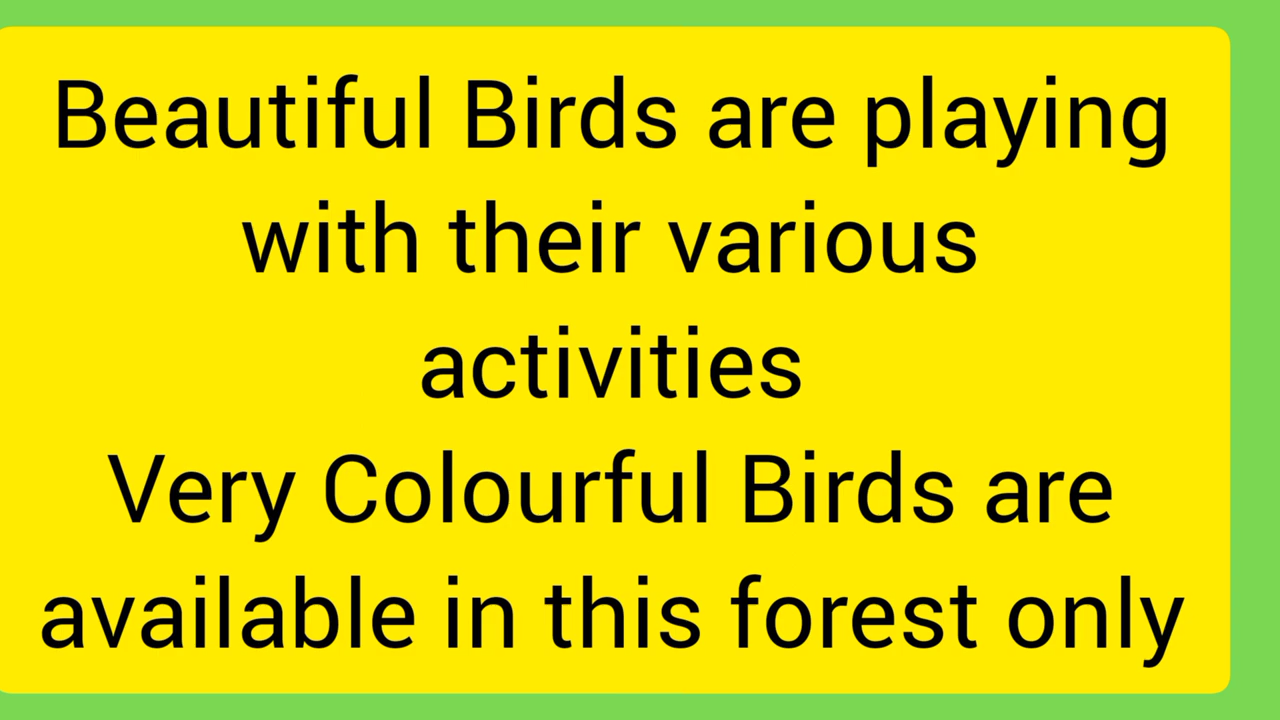 Beautiful Birds are playing
with their various
activities
Very Colourful Birds are
available in this forest only